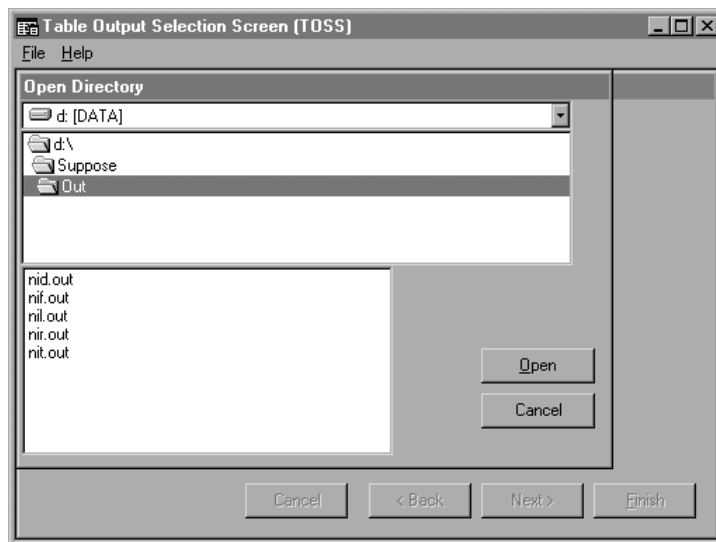 Table Output Selection Screen (TOSS)
File Help
Open Directory
d: [DATA]
d:\
Suppose
Out
nid.out
nif.out
nil.out
nir.out
nit.out
Open
Cancel
Cancel
< Back
Next >
Finish